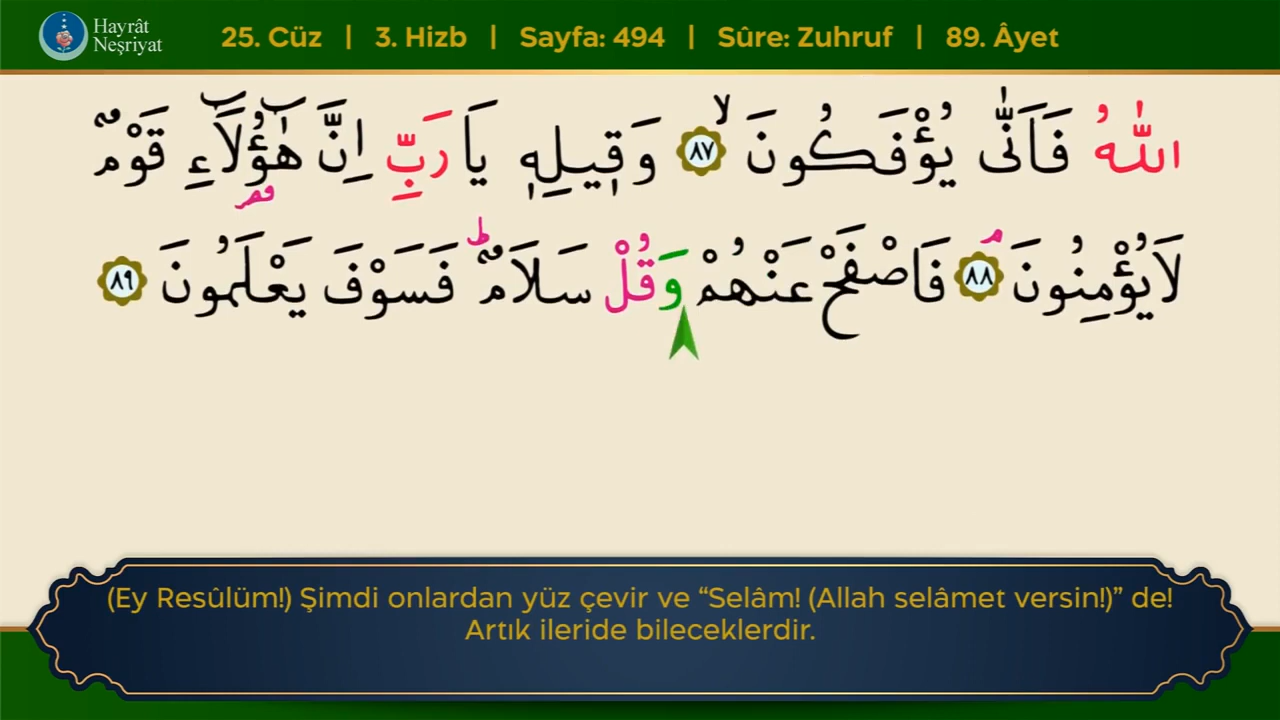 Hayrât
Neşriyat
25. Cüz | 3. Hizb | Sayfa: 494 | Sûre: Zuhruf | 89. Âyet
اللّٰهُ فَاَنّٰى يُؤْفَكُونَۙ ﴿٨٧﴾ وَق۪يلِه۪ يَا رَبِّ اِنَّ هٰٓؤُ۬لَٓاءِ قَوْمٌ
لَا يُؤْمِنُونَۢ ﴿٨٨﴾ فَاصْفَحْ عَنْهُمْ وَقُلْ سَلَامٌۜ فَسَوْفَ يَعْلَمُونَ ﴿٨٩﴾
(Ey Resûlüm!) Şimdi onlardan yüz çevir ve “Selâm! (Allah selâmet versin!)” de!
Artık ileride bileceklerdir.